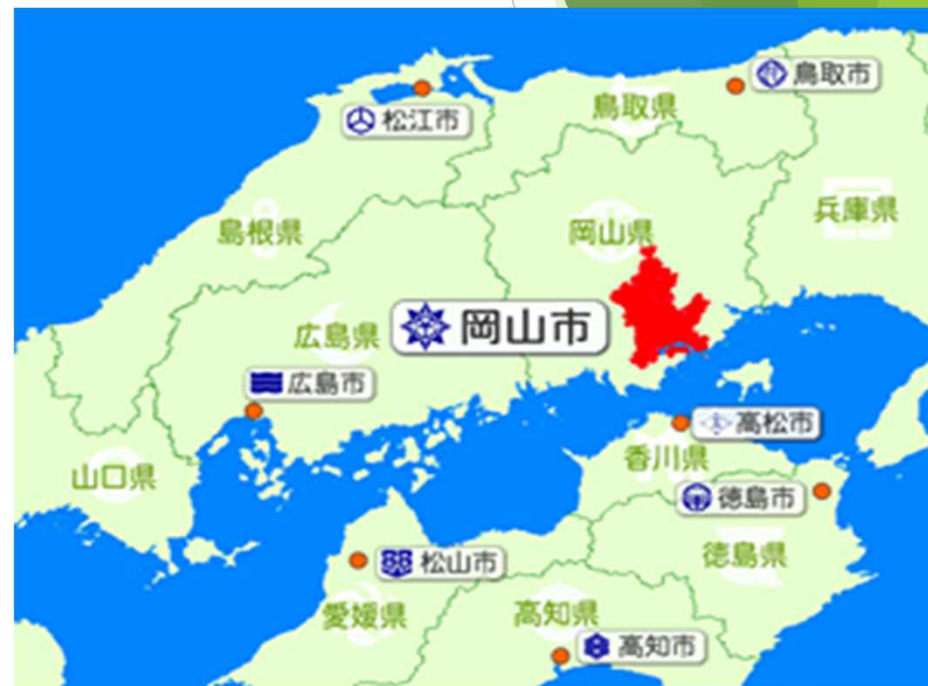 鳥取市
鳥取県
松江市
兵庫県
島根県
岡山県
岡山市
広島県
広島市
高松市
香川県
山口県
徳島市
徳島県
松山市
愛媛県
高知県
高知市